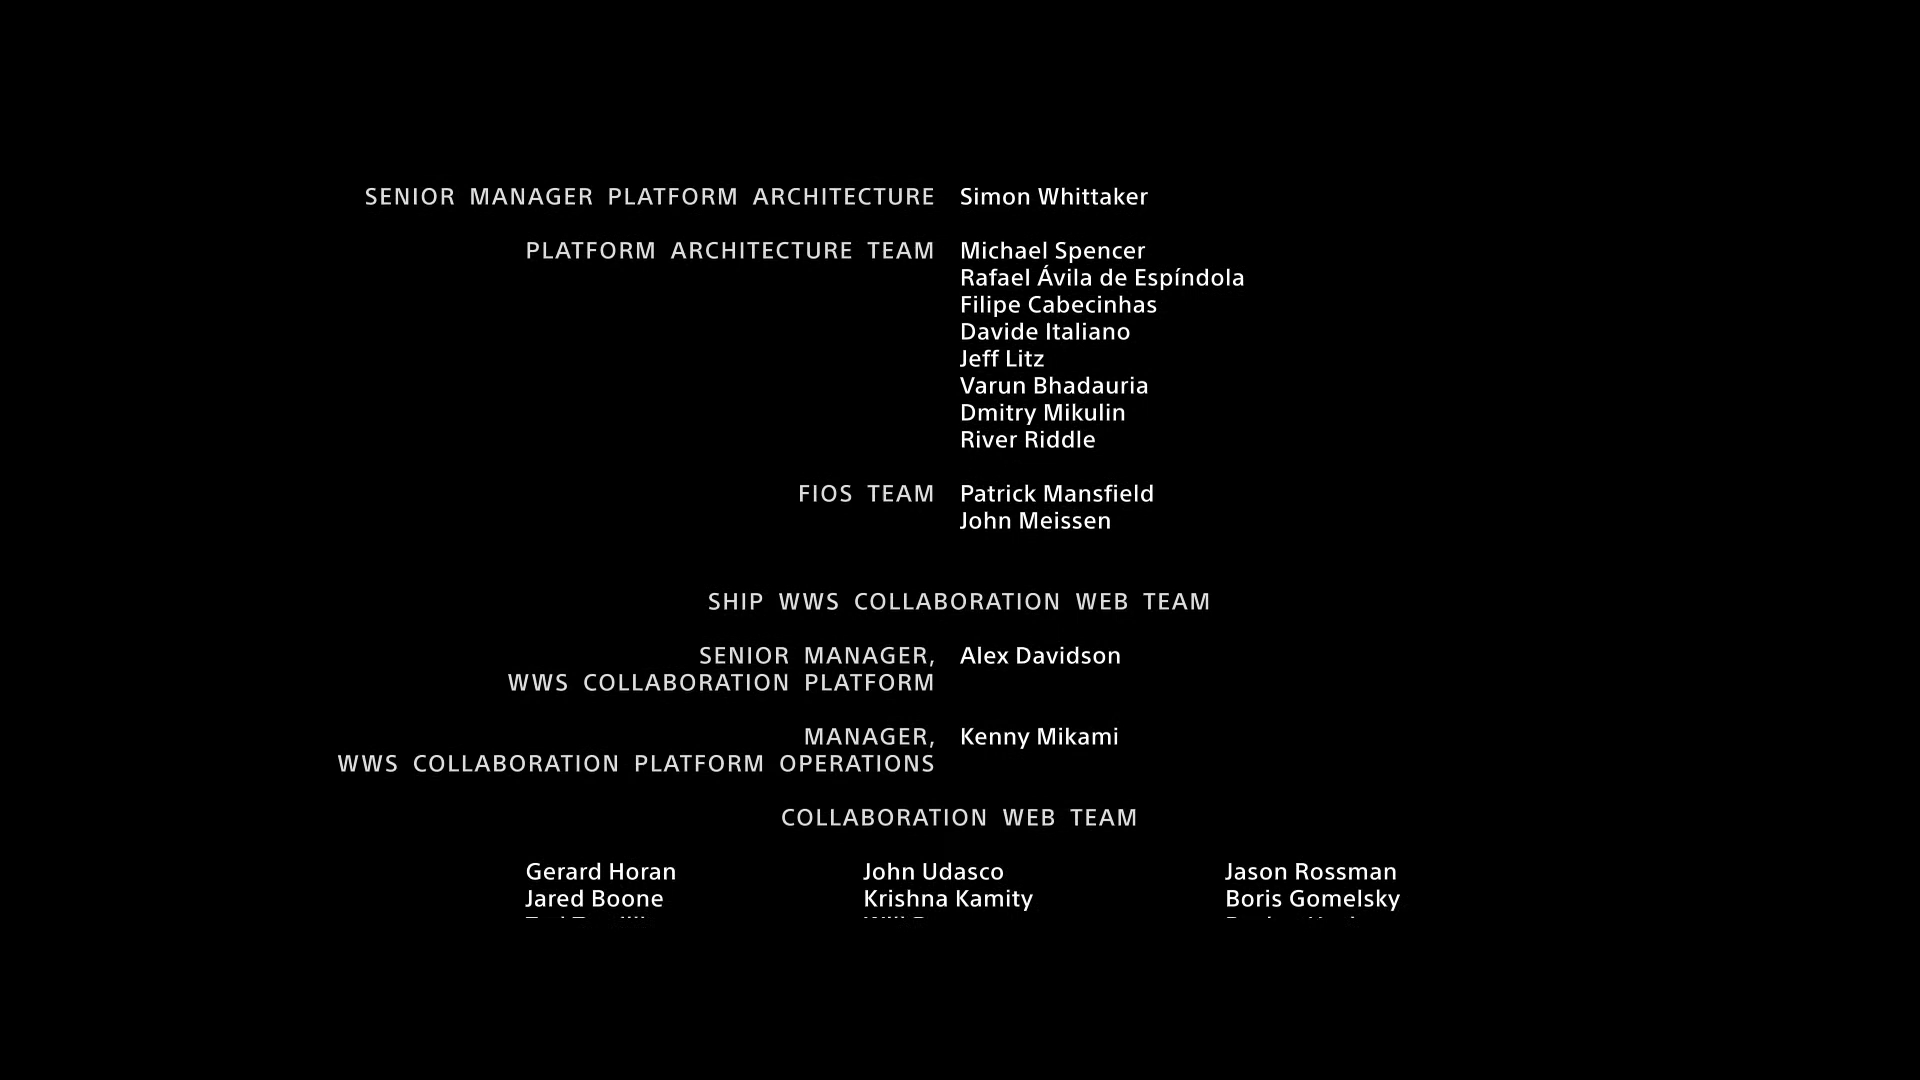 SENIOR MANAGER PLATFORM ARCHITECTURE Simon Whittaker
PLATFORM ARCHITECTURE TEAM Michael Spencer
Rafael Ávila de Espíndola
Filipe Cabecinhas
Davide Italiano
Jeff Litz
Varun Bhadauria
Dmitry Mikulin
River Riddle
FIOS TEAM Patrick Mansfield
John Meissen
SHIP WWS COLLABORATION WEB TEAM
SENIOR MANAGER, Alex Davidson
WWS COLLABORATION PLATFORM
MANAGER, Kenny Mikami
WWS COLLABORATION PLATFORM OPERATIONS
COLLABORATION WEB TEAM
Gerard Horan John Udasco Jason Rossman
Jared Boone Krishna Kamity Boris Gomelsky